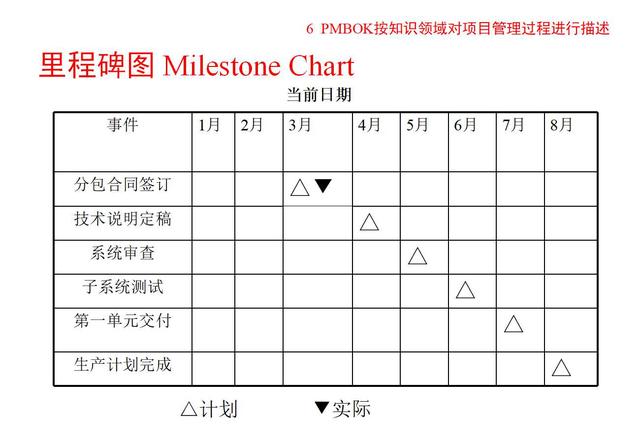 6 PMBOK按知识领域对项目管理过程进行描述
里程碑图 Milestone Chart
当前日期
事件 1月 2月 3月 4月 5月 6月 7月 8月
分包合同签订 △▼
技术说明定稿 △
系统审查 △
子系统测试 △
第一单元交付 △
生产计划完成 △
△计划 ▼实际